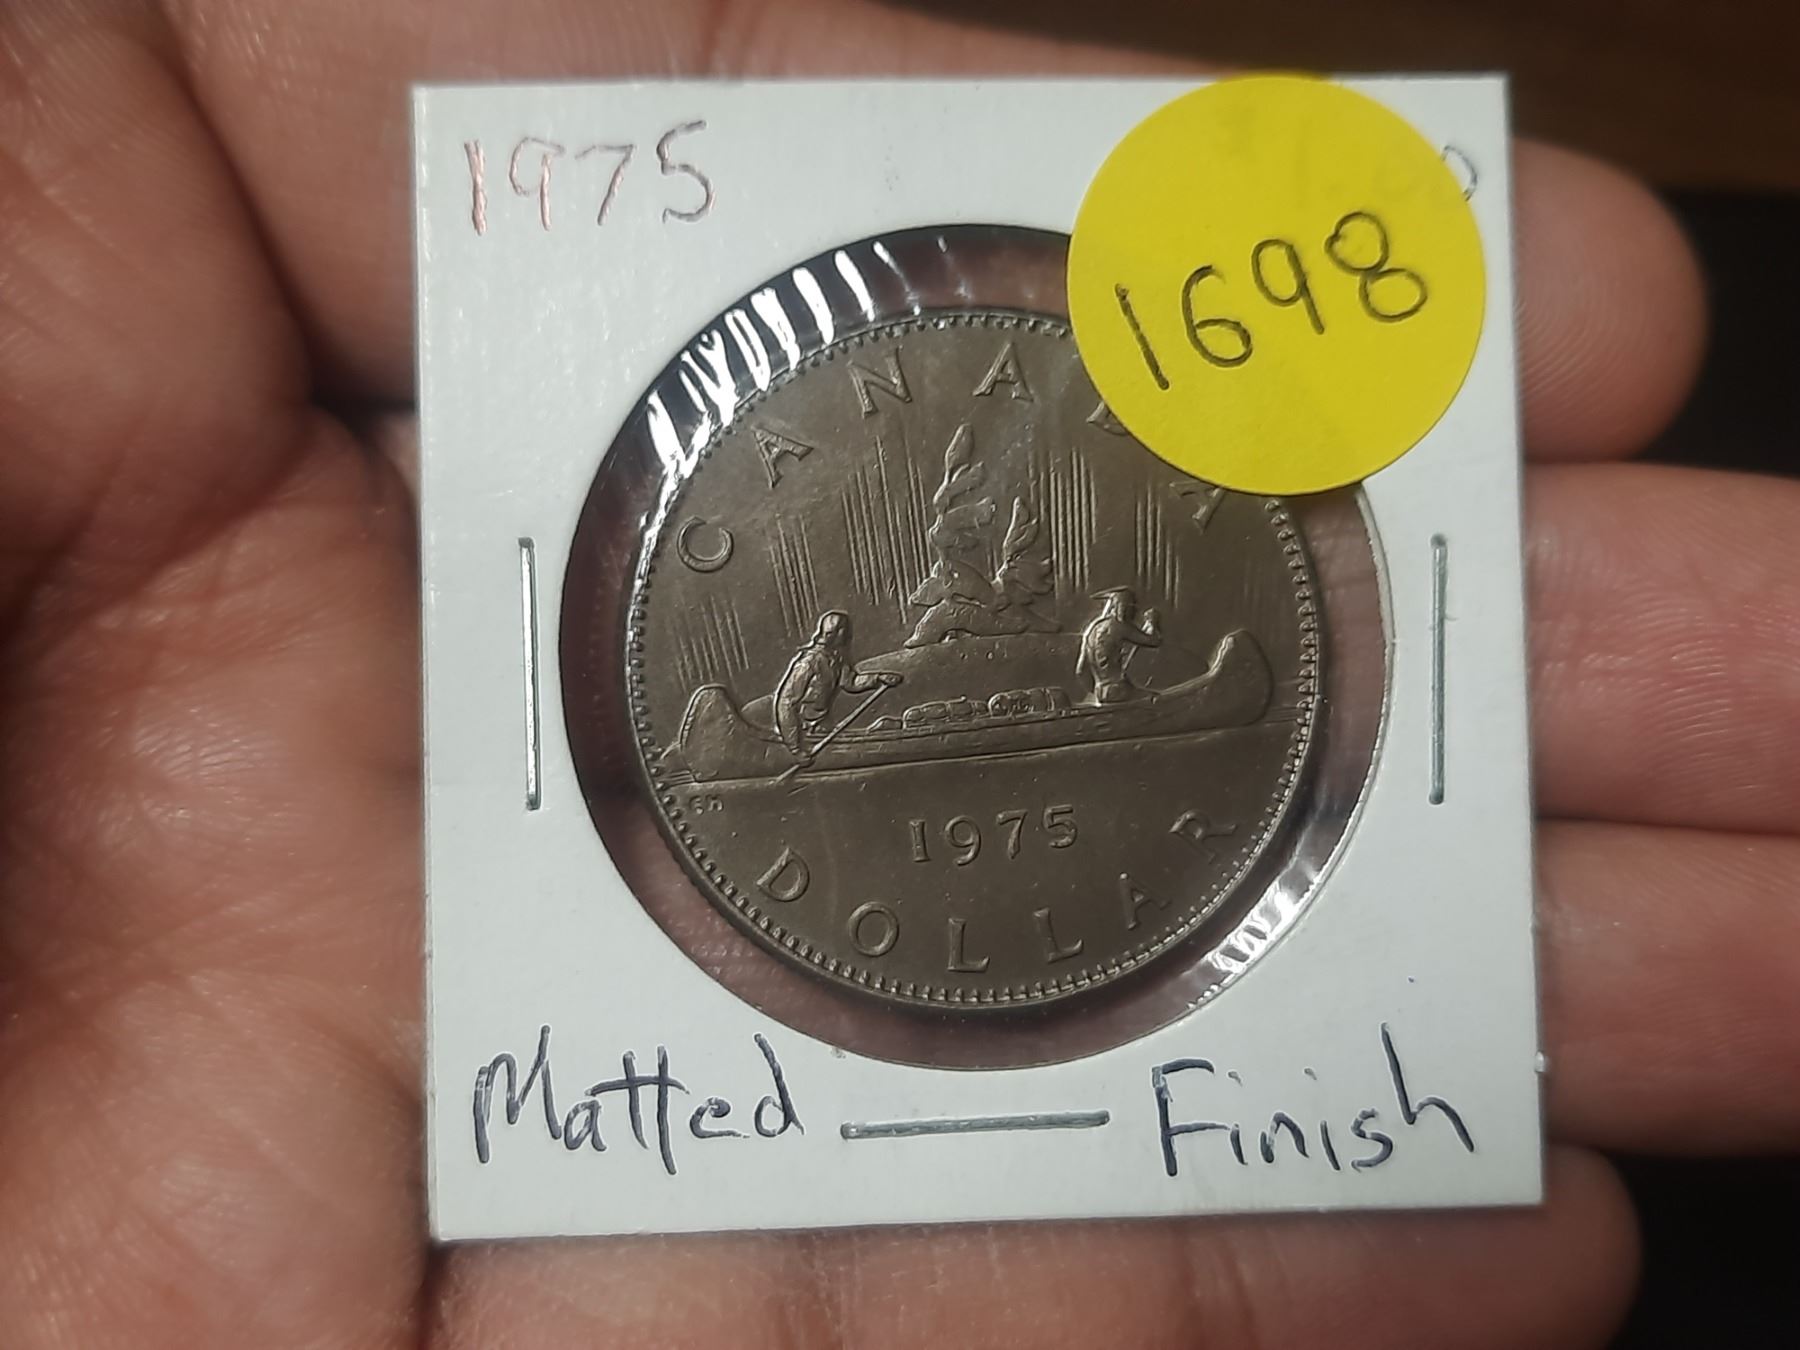 1975
1698
CANADA
1975
DOLLAR
Matted Finish